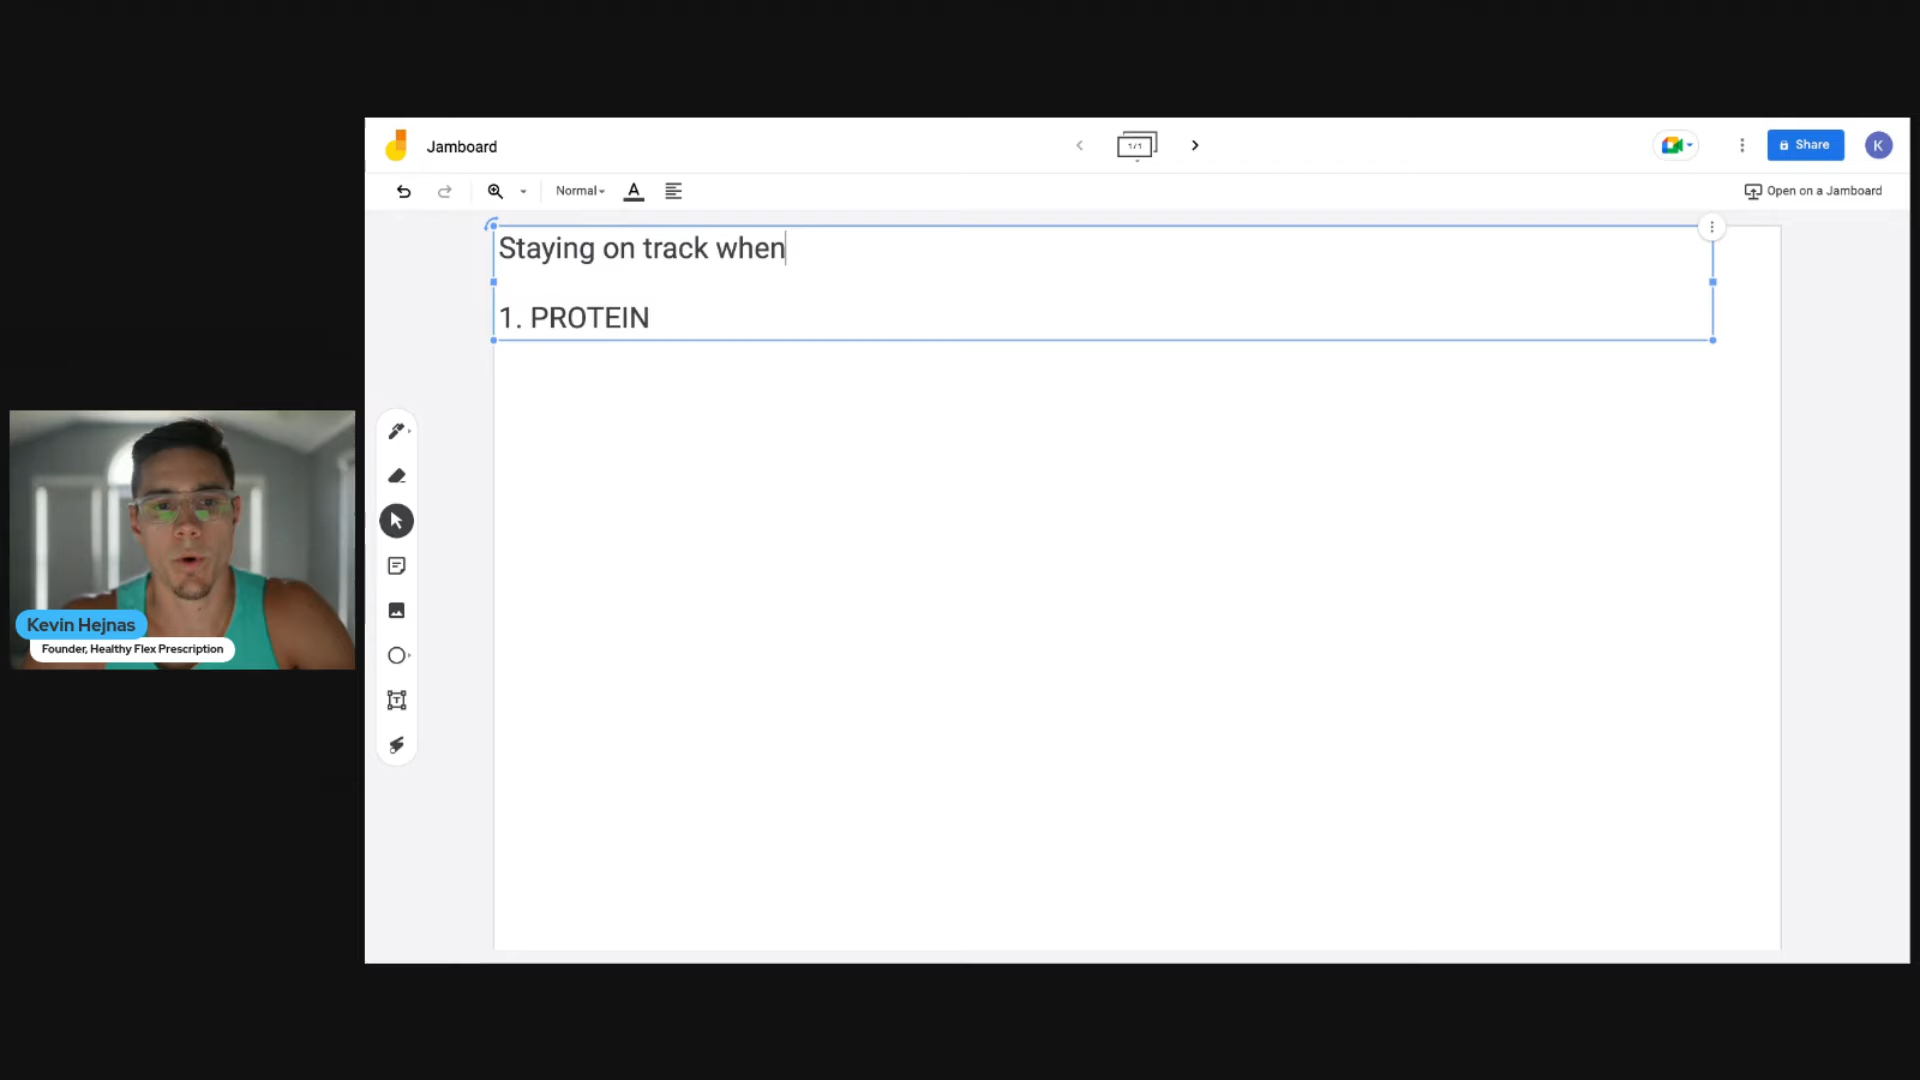 Jamboard
1/1
Share
K
Normal
A
Open on a Jamboard
Staying on track when
1. PROTEIN
T
Kevin Hejnas
Founder, Healthy Flex Prescription